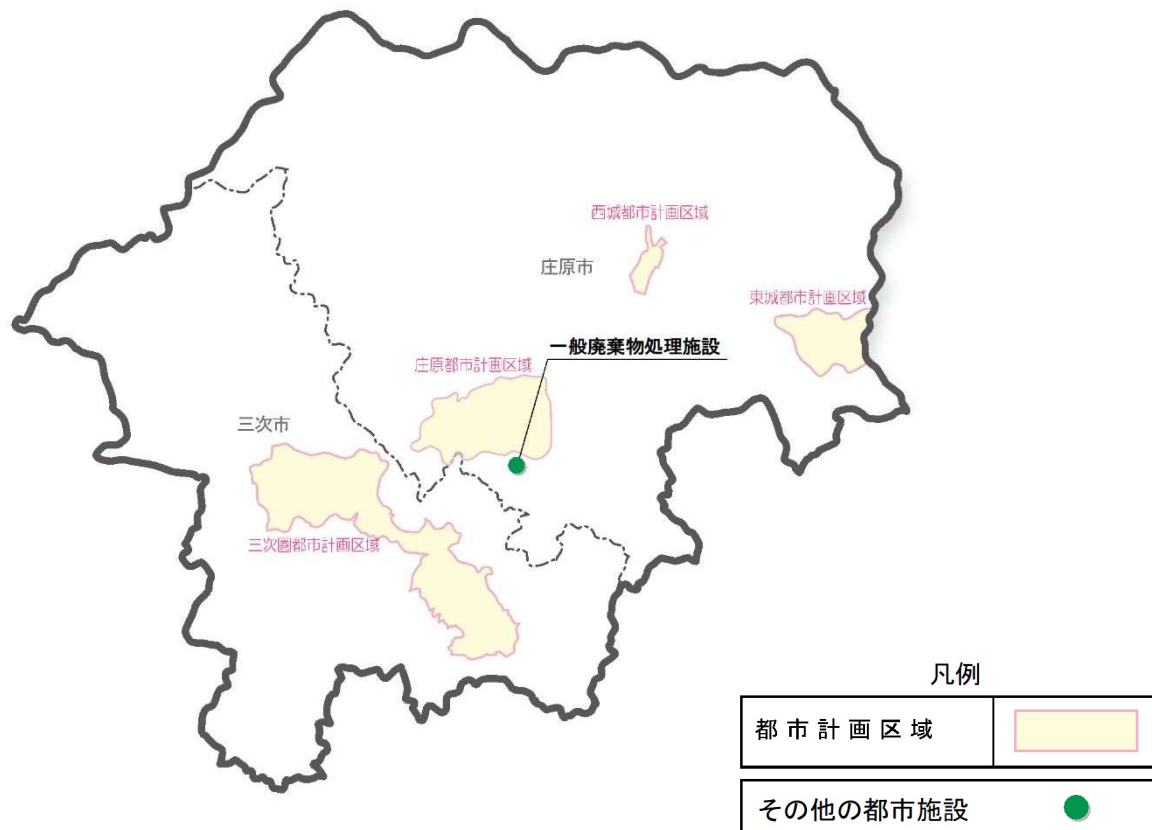 西城都市計画区域
庄原市
東城都市計画区域
一般廃棄物処理施設
庄原都市計画区域
三次市
三次圏都市計画区域
凡例
都市計画区域
その他の都市施設